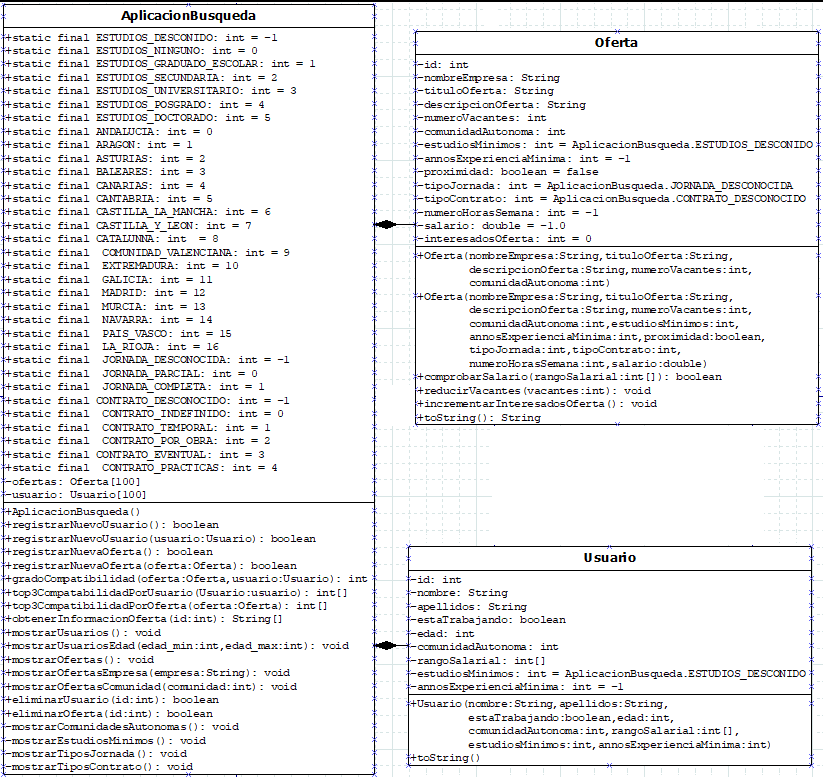 AplicacionBusqueda
+static final ESTUDIOS_DESCONIDO: int = -1
+static final ESTUDIOS_NINGUNO: int = 0
+static final ESTUDIOS_GRADUADO_ESCOLAR: int = 1
+static final ESTUDIOS_SECUNDARIA: int = 2
+static final ESTUDIOS_UNIVERSITARIO: int = 3
+static final ESTUDIOS_POSGRADO: int = 4
+static final ESTUDIOS_DOCTORADO: int = 5
+static final ANDALUCIA: int = 0
+static final ARAGON: int = 1
+static final ASTURIAS: int = 2
+static final BALEARES: int = 3
+static final CANARIAS: int = 4
+static final CANTABRIA: int = 5
+static final CASTILLA_LA_MANCHA: int = 6
+static final CASTILLA_Y_LEON: int = 7
+static final CATALUNNA: int = 8
+static final COMUNIDAD_VALENCIANA: int = 9
+static final EXTREMADURA: int = 10
+static final GALICIA: int = 11
+static final MADRID: int = 12
+static final MURCIA: int = 13
+static final NAVARRA: int = 14
+static final PAIS_VASCO: int = 15
+static final LA_RIOJA: int = 16
+static final JORNADA_DESCONOCIDA: int = -1
+static final JORNADA_PARCIAL: int = 0
+static final JORNADA_COMPLETA: int = 1
+static final CONTRATO_DESCONOCIDO: int = -1
+static final CONTRATO_INDEFINIDO: int = 0
+static final CONTRATO_TEMPORAL: int = 1
+static final CONTRATO_POR_OBRA: int = 2
+static final CONTRATO_EVENTUAL: int = 3
+static final CONTRATO_PRACTICAS: int = 4
-ofertas: Oferta[100]
-usuario: Usuario[100]
+AplicacionBusqueda()
+registrarNuevoUsuario(): boolean
+registrarNuevoUsuario(usuario:Usuario): boolean
+registrarNuevaOferta(): boolean
+registrarNuevaOferta(oferta:Oferta): boolean
+gradoCompatibilidad(oferta:Oferta,usuario:Usuario): int
+top3CompatabilidadPorUsuario(Usuario:usuario): int[]
+top3CompatibilidadPorOferta(oferta:Oferta): int[]
+obtenerInformacionOferta(id:int): String[]
+mostrarUsuarios(): void
+mostrarUsuariosEdad(edad_min:int,edad_max:int): void
+mostrarOfertas(): void
+mostrarOfertasEmpresa(empresa:String): void
+mostrarOfertasComunidad(comunidad:int): void
+eliminarUsuario(id:int): boolean
+eliminarOferta(id:int): boolean
-mostrarComunidadesAutonomas(): void
-mostrarEstudiosMinimos(): void
-mostrarTiposJornada(): void
-mostrarTiposContrato(): void
Oferta
-id: int
-nombreEmpresa: String
-tituloOferta: String
-descripcionOferta: String
-numeroVacantes: int
-comunidadAutonoma: int
-estudiosMinimos: int = AplicacionBusqueda.ESTUDIOS_DESCONIDO
-annosExperienciaMinima: int = -1
-proximidad: boolean = false
-tipoJornada: int = AplicacionBusqueda.JORNADA_DESCONOCIDA
-tipoContrato: int = AplicacionBusqueda.CONTRATO_DESCONOCIDO
-numeroHorasSemana: int = -1
-salario: double = -1.0
-interesadosOferta: int = 0
+Oferta(nombreEmpresa:String,tituloOferta:String,
descripcionOferta:String,numeroVacantes:int,
comunidadAutonoma:int)
+Oferta(nombreEmpresa:String,tituloOferta:String,
descripcionOferta:String,numeroVacantes:int,
comunidadAutonoma:int,estudiosMinimos:int,
annosExperienciaMinima:int,proximidad:boolean,
tipoJornada:int,tipoContrato:int,
numeroHorasSemana:int,salario:double)
+comprobarSalario(rangoSalarial:int[]): boolean
+reducirVacantes(vacantes:int): void
+incrementarInteresadosOferta(): void
+toString(): String
Usuario
-id: int
-nombre: String
-apellidos: String
-estaTrabajando: boolean
-edad: int
-comunidadAutonoma: int
-rangoSalarial: int[]
-estudiosMinimos: int = AplicacionBusqueda.ESTUDIOS_DESCONIDO
-annosExperienciaMinima: int = -1
+Usuario(nombre:String,apellidos:String,
estaTrabajando:boolean,edad:int,
comunidadAutonoma:int,rangoSalarial:int[],
estudiosMinimos:int,annosExperienciaMinima:int)
+toString()